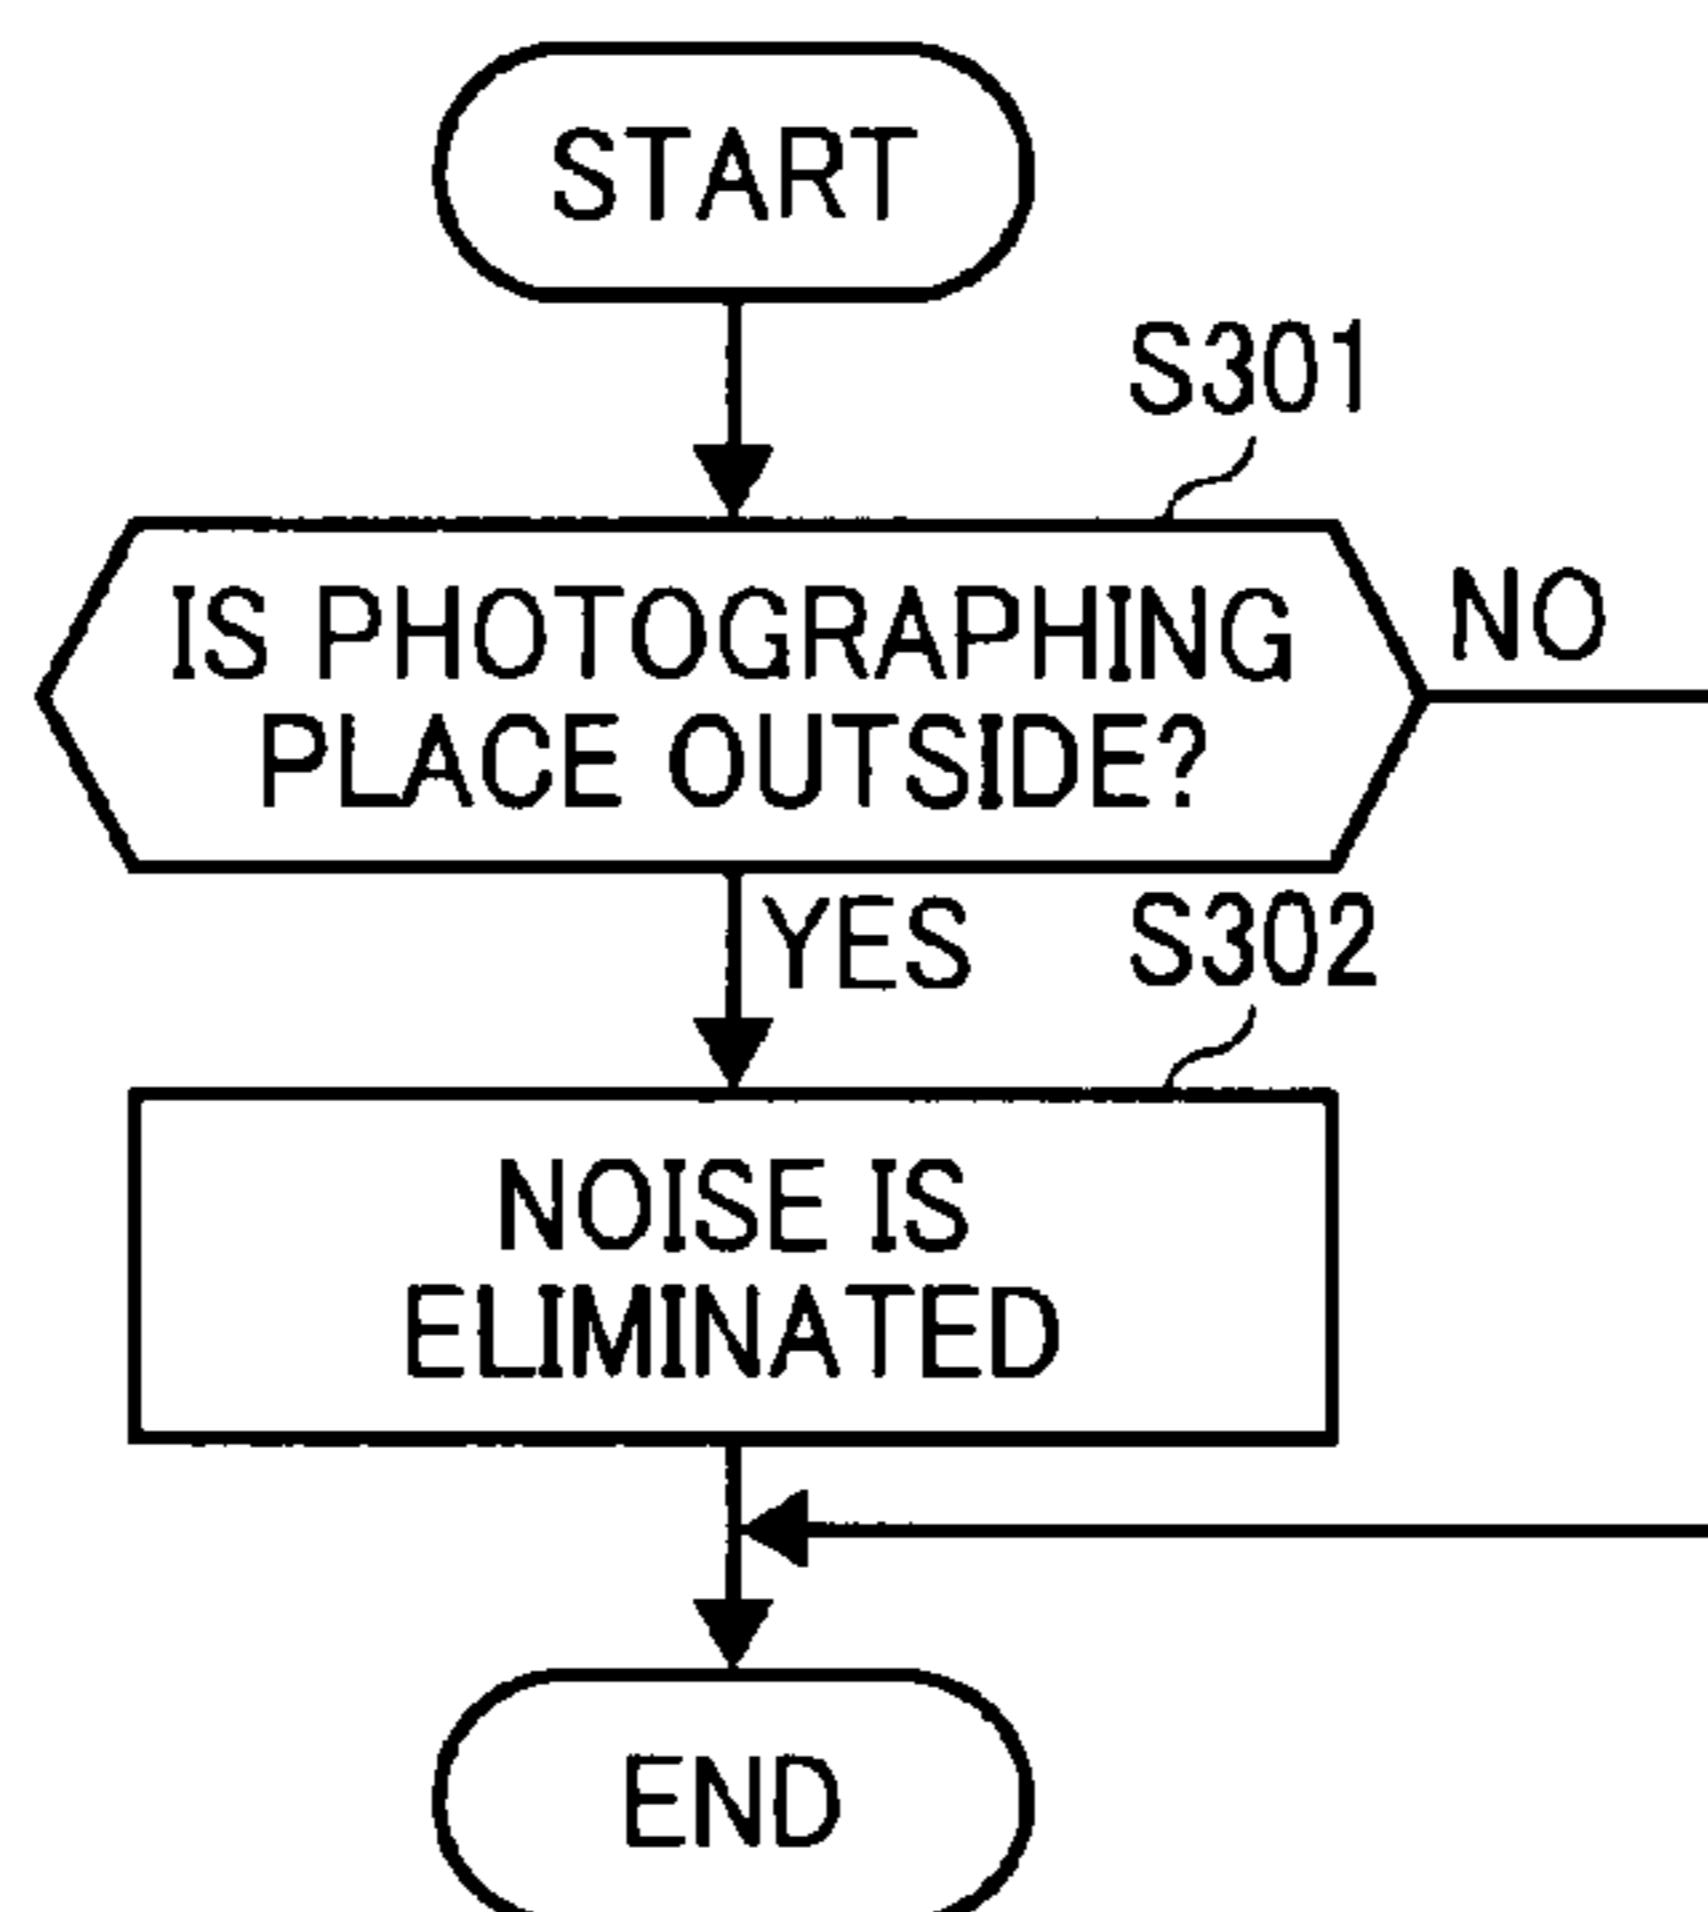 START
S301
IS PHOTOGRAPHING
PLACE OUTSIDE?
NO
YES
S302
NOISE IS
ELIMINATED
END